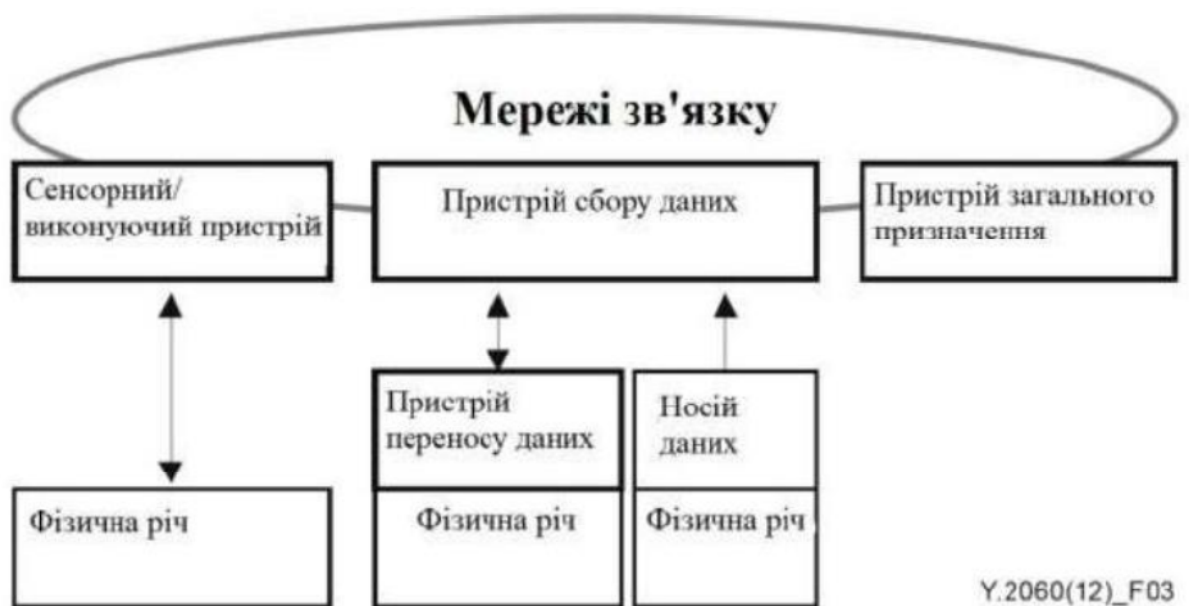 Мережі зв'язку
Сенсорний/
виконуючий пристрій
Пристрій сбору даних
Пристрій загального
призначення
Пристрій
переносу даних
Носій
даних
Фізична річ
Фізична річ
Фізична річ
Y.2060(12)_F03